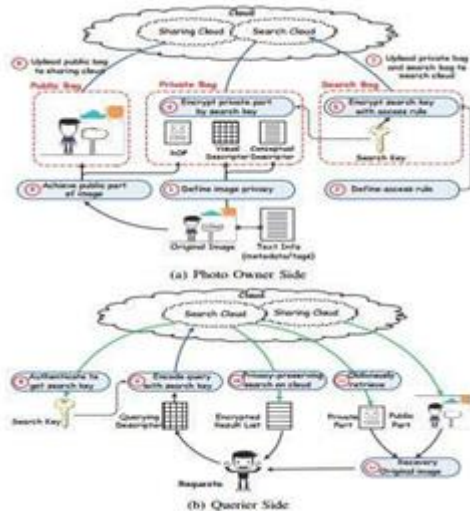 Cloud
Sharing Cloud
Search Cloud
Upload public bag
to sharing cloud
Upload private bag
and search bag to
search cloud
Public Bag
Private Bag
Search Bag
Encrypt private part
by search key
Encrypt search key
with access rule
Visual
Descriptor
Conceptual
Descriptor
Search Key
Achieve public part
of image
Define image privacy
Define access rule
Original Image
Text Info
(metadata/tags)
(a) Photo Owner Side
Cloud
Search Cloud
Sharing Cloud
Authenticate to
get search key
Encode query
with search key
Privacy-preserving
search on cloud
Obliviously
retrieve
Search Key
Querying
Descriptor
Encrypted
Result List
Private
Part
Public
Part
Recovery
Original image
Requests
(b) Querier Side